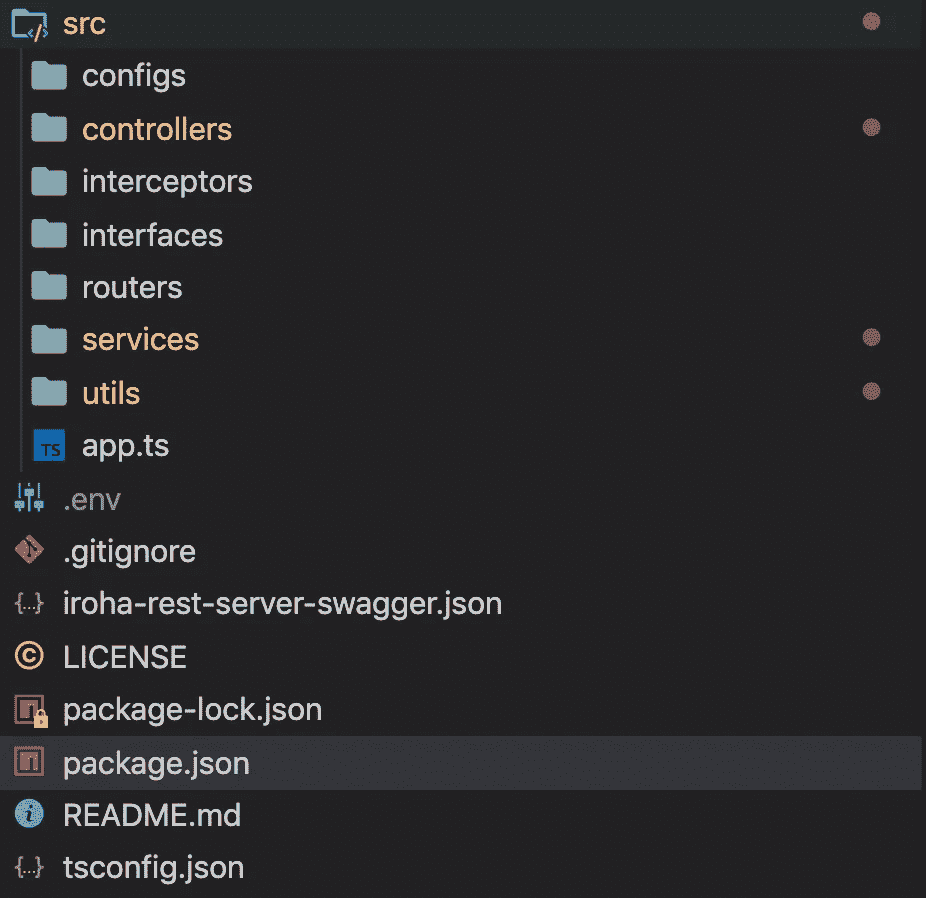 src
configs
controllers
interceptors
interfaces
routers
services
utils
TS app.ts
.env
.gitignore
{...} iroha-rest-server-swagger.json
© LICENSE
package-lock.json
package.json
README.md
{...} tsconfig.json